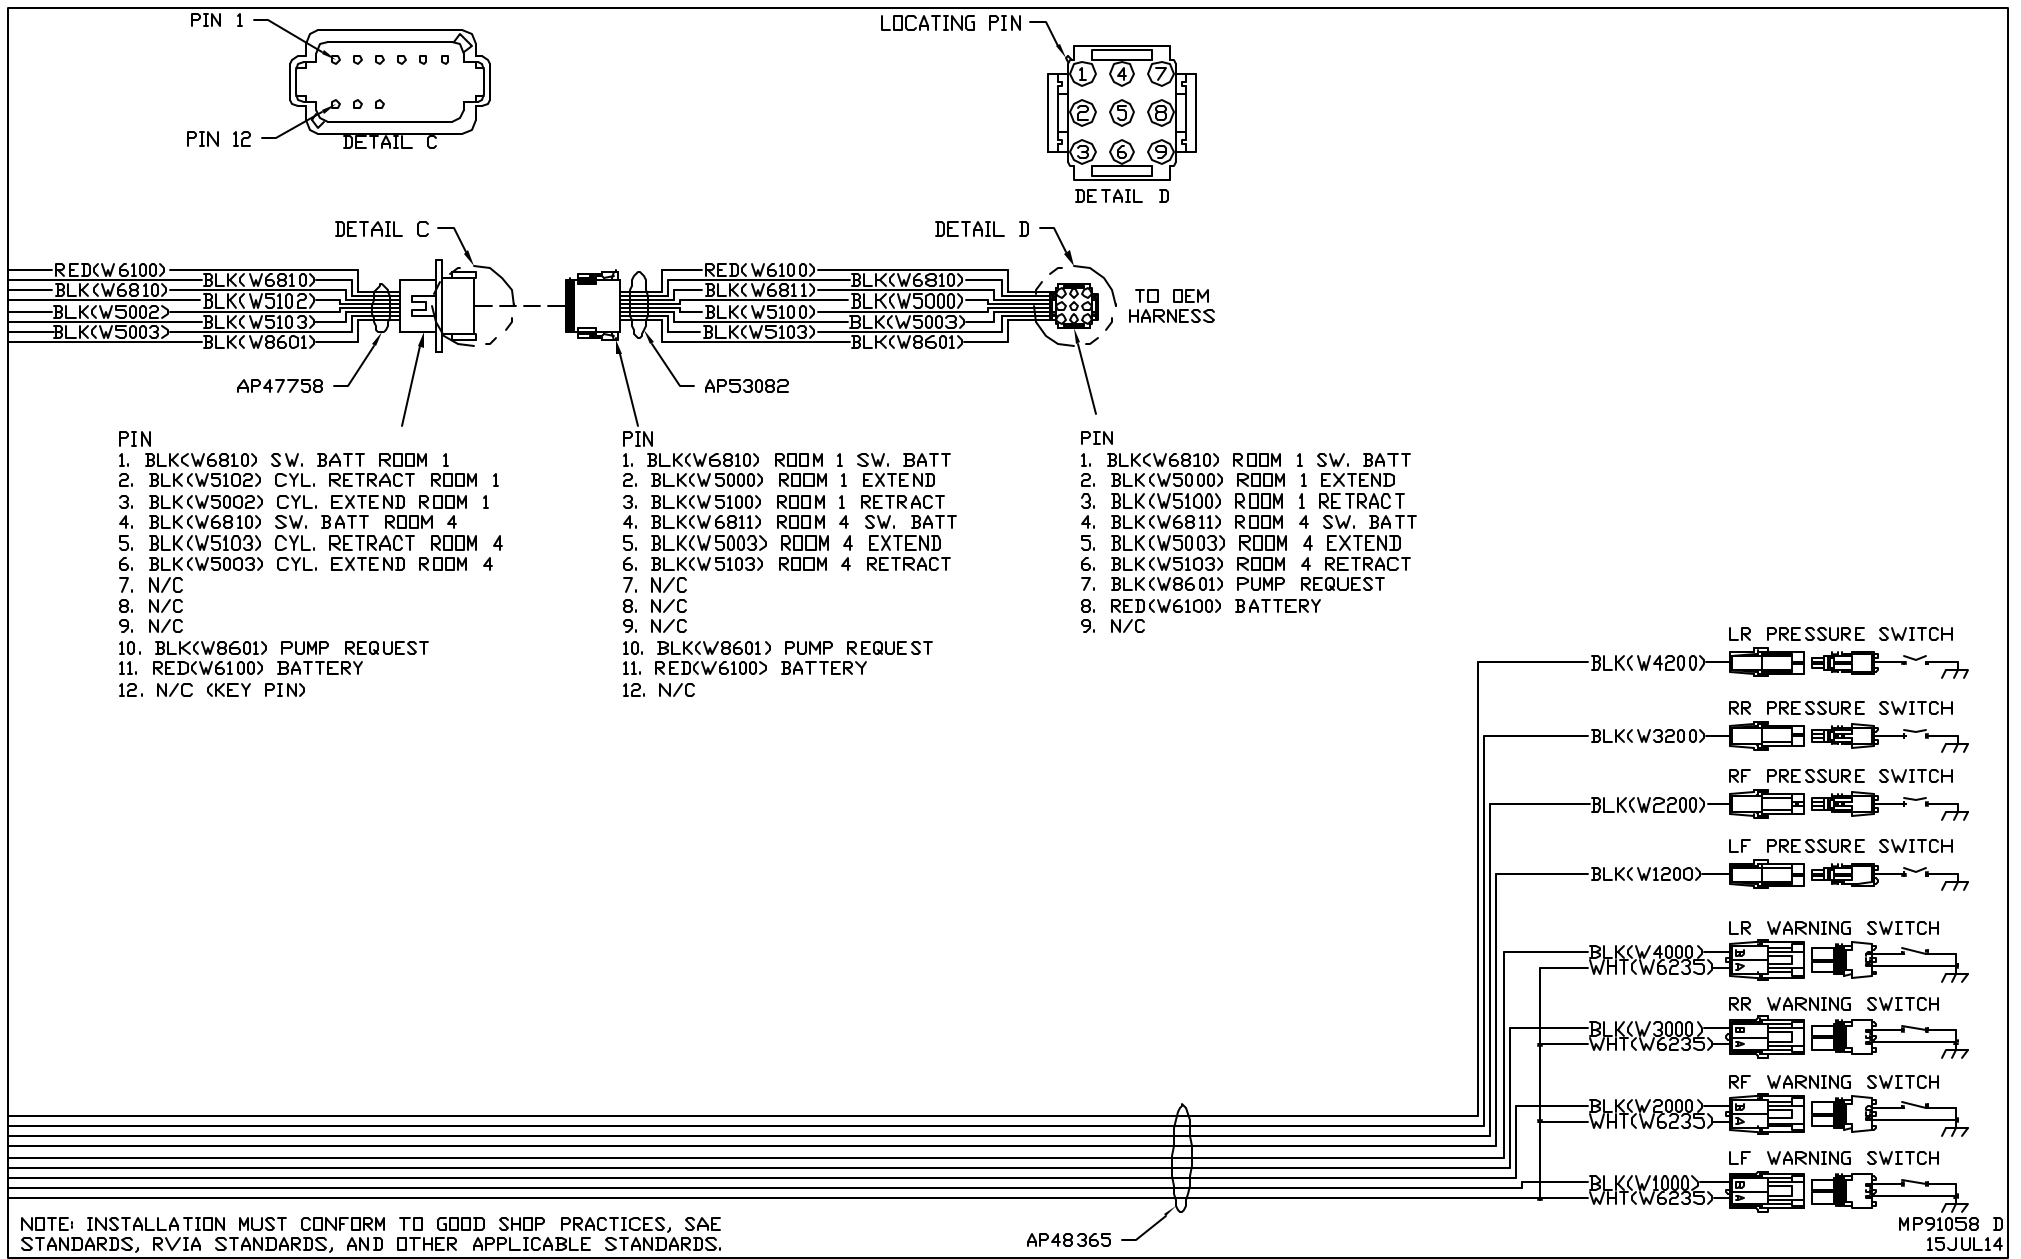 PIN 1
PIN 12
DETAIL C
LOCATING PIN
1 4 7
2 5 8
3 6 9
DETAIL D
DETAIL C
DETAIL D
RED(W6100)
BLK(W6810)
BLK(W6810)
BLK(W5102)
BLK(W5002)
BLK(W5103)
BLK(W5003)
BLK(W8601)
AP47758
RED(W6100)
BLK(W6810)
BLK(W6811)
BLK(W5000)
BLK(W5100)
BLK(W5003)
BLK(W5103)
BLK(W8601)
AP53082
TO OEM
HARNESS
PIN
1. BLK(W6810) SW. BATT ROOM 1
2. BLK(W5102) CYL. RETRACT ROOM 1
3. BLK(W5002) CYL. EXTEND ROOM 1
4. BLK(W6810) SW. BATT ROOM 4
5. BLK(W5103) CYL. RETRACT ROOM 4
6. BLK(W5003) CYL. EXTEND ROOM 4
7. N/C
8. N/C
9. N/C
10. BLK(W8601) PUMP REQUEST
11. RED(W6100) BATTERY
12. N/C (KEY PIN)
PIN
1. BLK(W6810) ROOM 1 SW. BATT
2. BLK(W5000) ROOM 1 EXTEND
3. BLK(W5100) ROOM 1 RETRACT
4. BLK(W6811) ROOM 4 SW. BATT
5. BLK(W5003) ROOM 4 EXTEND
6. BLK(W5103) ROOM 4 RETRACT
7. N/C
8. N/C
9. N/C
10. BLK(W8601) PUMP REQUEST
11. RED(W6100) BATTERY
12. N/C
PIN
1. BLK(W6810) ROOM 1 SW. BATT
2. BLK(W5000) ROOM 1 EXTEND
3. BLK(W5100) ROOM 1 RETRACT
4. BLK(W6811) ROOM 4 SW. BATT
5. BLK(W5003) ROOM 4 EXTEND
6. BLK(W5103) ROOM 4 RETRACT
7. BLK(W8601) PUMP REQUEST
8. RED(W6100) BATTERY
9. N/C
LR PRESSURE SWITCH
BLK(W4200)
RR PRESSURE SWITCH
BLK(W3200)
RF PRESSURE SWITCH
BLK(W2200)
LF PRESSURE SWITCH
BLK(W1200)
LR WARNING SWITCH
BLK(W4000) B
WHT(W6235) A
RR WARNING SWITCH
BLK(W3000) B
WHT(W6235) A
RF WARNING SWITCH
BLK(W2000) B
WHT(W6235) A
LF WARNING SWITCH
BLK(W1000) B
WHT(W6235) A
AP48365
NOTE: INSTALLATION MUST CONFORM TO GOOD SHOP PRACTICES, SAE
STANDARDS, RVIA STANDARDS, AND OTHER APPLICABLE STANDARDS.
MP91058 D
15JUL14